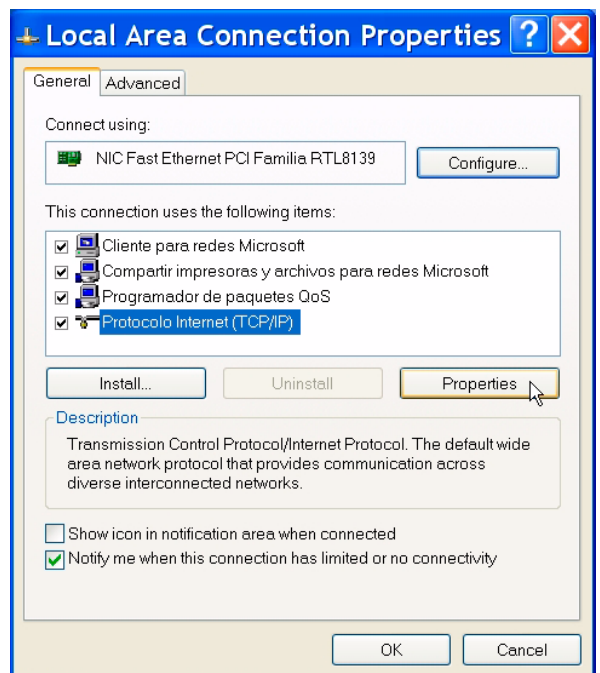 Local Area Connection Properties
General Advanced
Connect using:
NIC Fast Ethernet PCI Familia RTL8139 Configure...
This connection uses the following items:
Cliente para redes Microsoft
Compartir impresoras y archivos para redes Microsoft
Programador de paquetes QoS
Protocolo Internet (TCP/IP)
Install... Uninstall Properties
Description
Transmission Control Protocol/Internet Protocol. The default wide
area network protocol that provides communication across
diverse interconnected networks.
Show icon in notification area when connected
Notify me when this connection has limited or no connectivity
OK Cancel